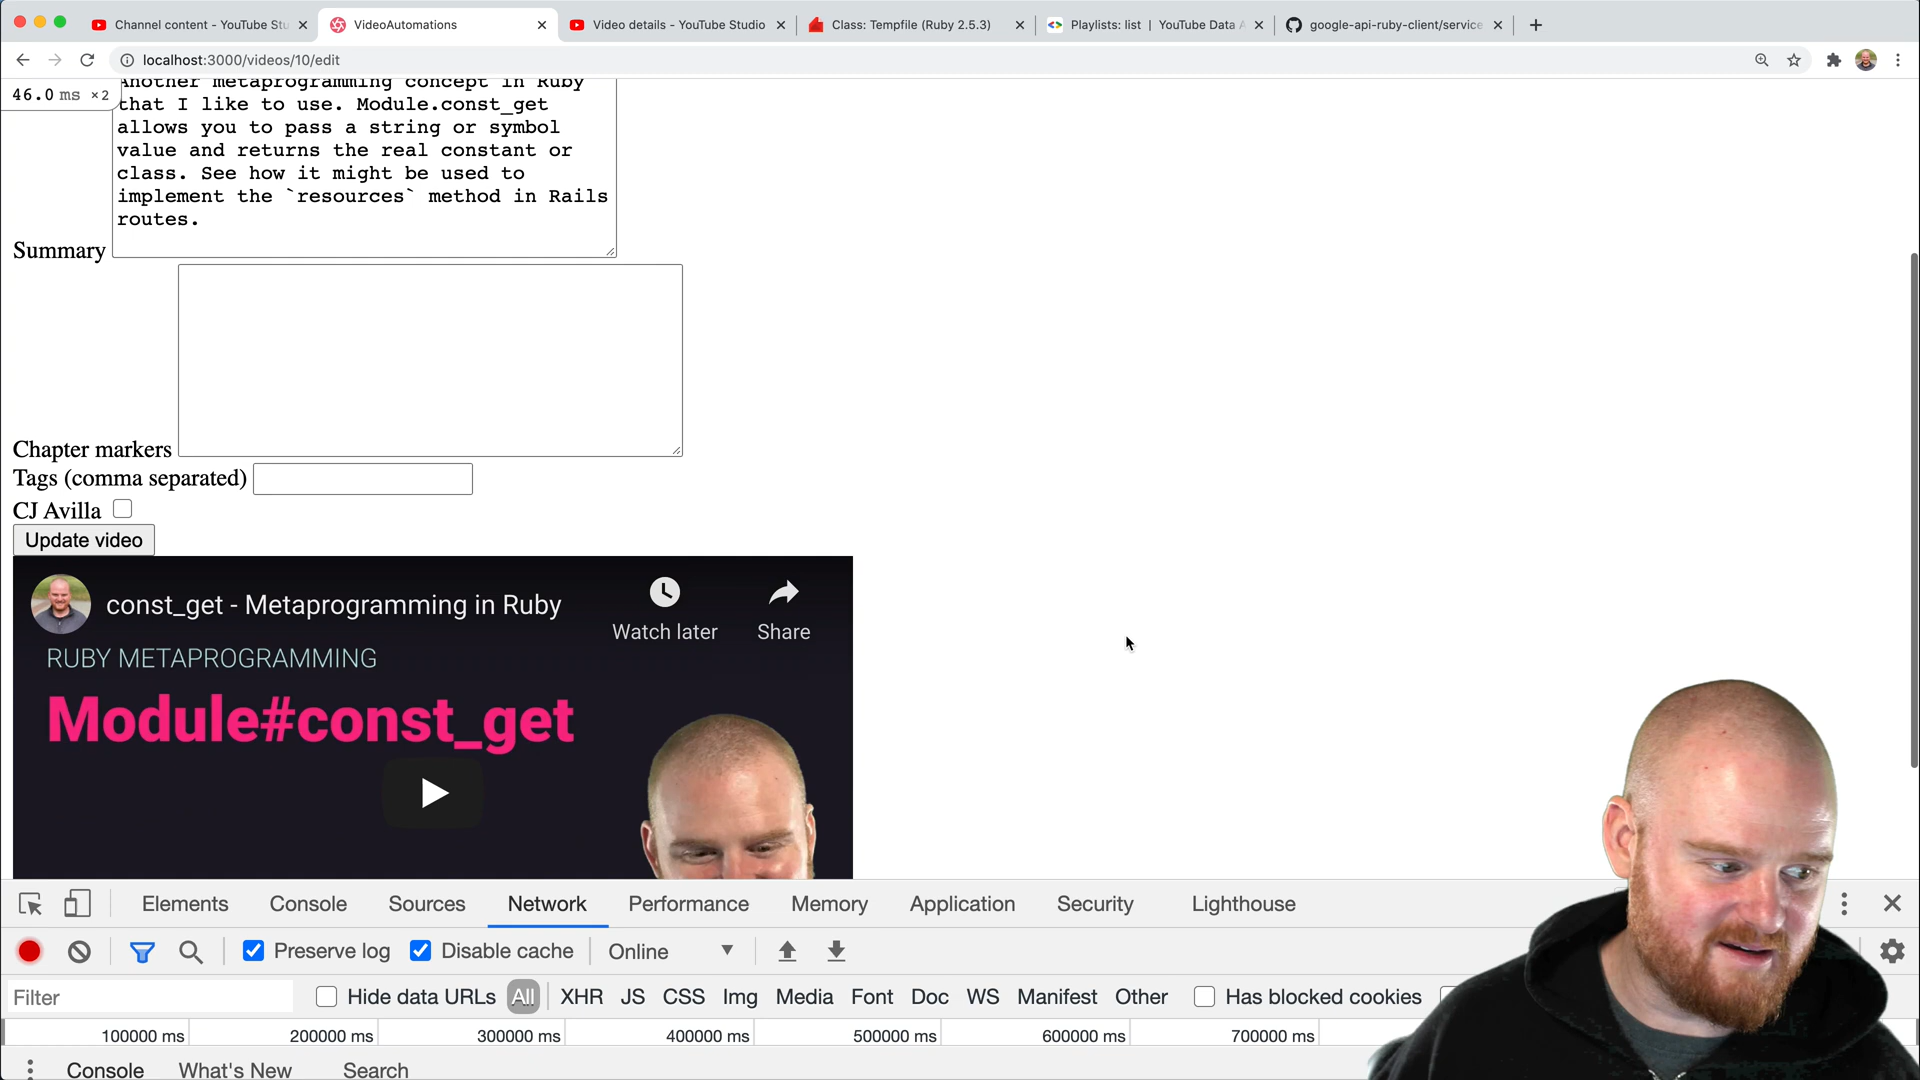 Channel content - YouTube Stu
VideoAutomations
Video details - YouTube Studio
Class: Tempfile (Ruby 2.5.3)
Playlists: list | YouTube Data A
google-api-ruby-client/service
localhost:3000/videos/10/edit
46.0 ms ×2
Another metaprogramming concept in Ruby
that I like to use. Module.const_get
allows you to pass a string or symbol
value and returns the real constant or
class. See how it might be used to
implement the `resources` method in Rails
routes.
Summary
Chapter markers
Tags (comma separated)
CJ Avilla
Update video
const_get - Metaprogramming in Ruby
Watch later
Share
RUBY METAPROGRAMMING
Module#const_get
Elements Console Sources Network Performance Memory Application Security Lighthouse
Preserve log Disable cache Online
Filter Hide data URLs All XHR JS CSS Img Media Font Doc WS Manifest Other Has blocked cookies
100000 ms 200000 ms 300000 ms 400000 ms 500000 ms 600000 ms 700000 ms
Console What's New Search